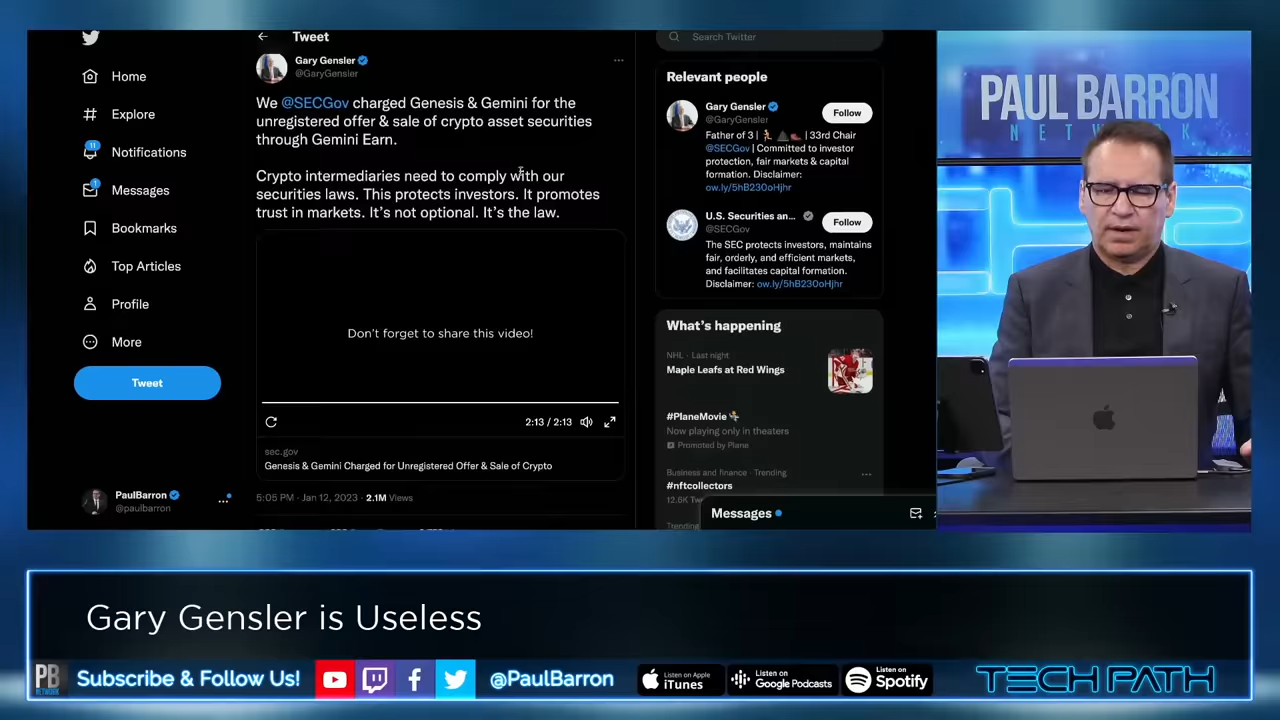 Tweet
Search Twitter
Home
Explore
11
Notifications
1
Messages
Bookmarks
Top Articles
Profile
More
Tweet
PaulBarron
@paulbarron
Gary Gensler
@GaryGensler
We @SECGov charged Genesis & Gemini for the
unregistered offer & sale of crypto asset securities
through Gemini Earn.
Crypto intermediaries need to comply with our
securities laws. This protects investors. It promotes
trust in markets. It's not optional. It's the law.
Don't forget to share this video!
2:13 / 2:13
sec.gov
Genesis & Gemini Charged for Unregistered Offer & Sale of Crypto
5:05 PM · Jan 12, 2023 · 2.1M Views
Relevant people
Gary Gensler
@GaryGensler
Follow
Father of 3 | | 33rd Chair
@SECGov | Committed to investor
protection, fair markets & capital
formation. Disclaimer:
ow.ly/5hB230oHjhr
U.S. Securities an...
@SECGov
Follow
The SEC protects investors, maintains
fair, orderly, and efficient markets,
and facilitates capital formation.
Disclaimer: ow.ly/5hB230oHjhr
What's happening
NHL · Last night
Maple Leafs at Red Wings
#PlaneMovie
Now playing only in theaters
Promoted by Plane
Business and finance · Trending
#nftcollectors
12.6K
Trending
Messages
PAUL BARRON
NETWORK
Gary Gensler is Useless
PB
NETWORK
Subscribe & Follow Us!
@PaulBarron
Listen on Apple
iTunes
Listen on
Google Podcasts
Listen on
Spotify
TECH PATH